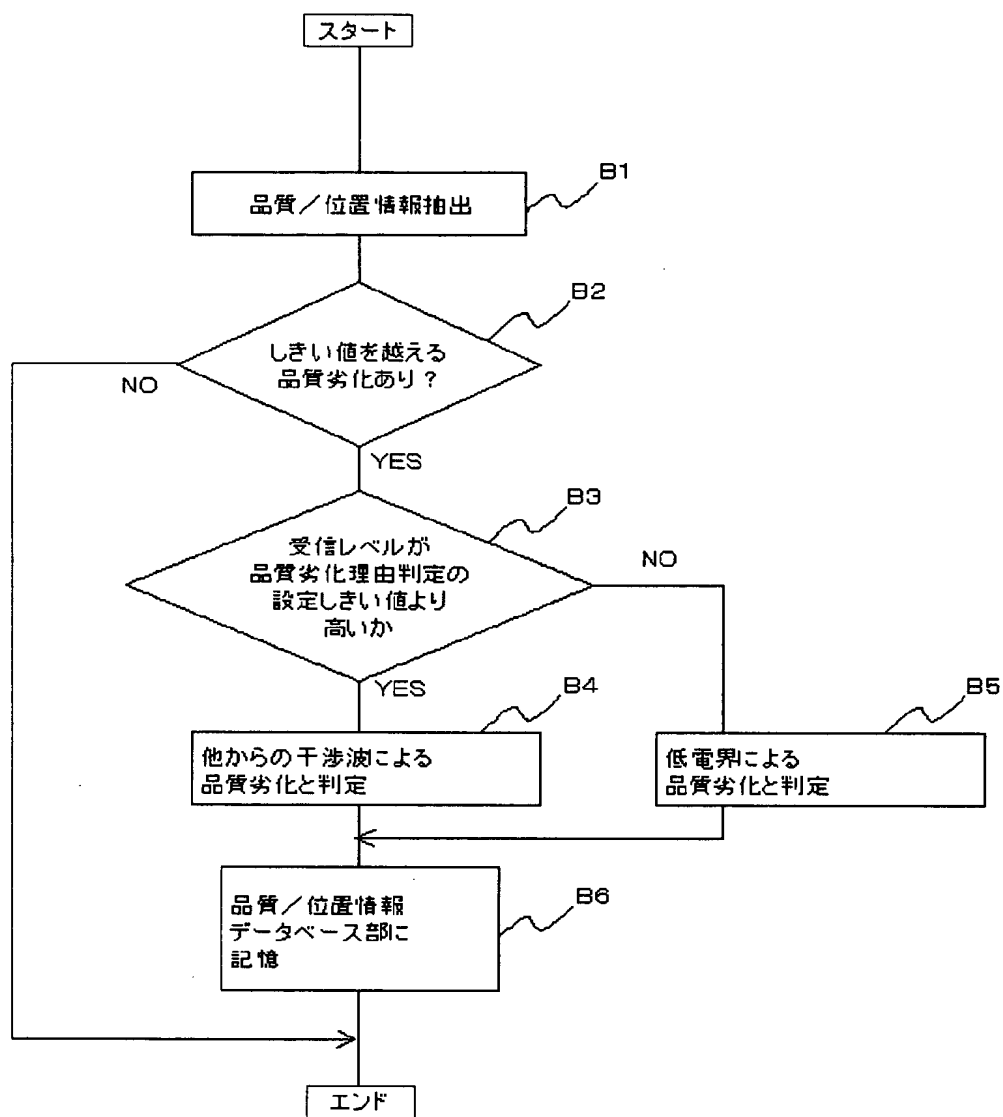 スタート
B1
品質／位置情報抽出
B2
しきい値を越える
品質劣化あり？
NO
YES
B3
受信レベルが
品質劣化理由判定の
設定しきい値より
高いか
NO
YES
B4
他からの干渉波による
品質劣化と判定
B5
低電界による
品質劣化と判定
B6
品質／位置情報
データベース部に
記憶
エンド